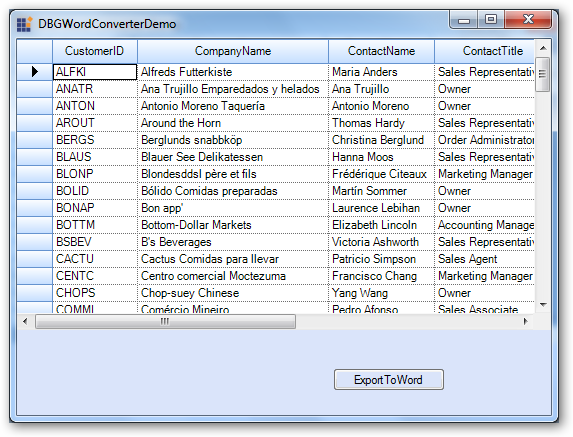 DBGWordConverterDemo
CustomerID CompanyName ContactName ContactTitle
ALFKI Alfreds Futterkiste Maria Anders Sales Representativ
ANATR Ana Trujillo Emparedados y helados Ana Trujillo Owner
ANTON Antonio Moreno Taquería Antonio Moreno Owner
AROUT Around the Horn Thomas Hardy Sales Representativ
BERGS Berglunds snabbköp Christina Berglund Order Administrator
BLAUS Blauer See Delikatessen Hanna Moos Sales Representativ
BLONP Blondesddsl père et fils Frédérique Citeaux Marketing Manager
BOLID Bólido Comidas preparadas Martín Sommer Owner
BONAP Bon app' Laurence Lebihan Owner
BOTTM Bottom-Dollar Markets Elizabeth Lincoln Accounting Manage
BSBEV B's Beverages Victoria Ashworth Sales Representativ
CACTU Cactus Comidas para llevar Patricio Simpson Sales Agent
CENTC Centro comercial Moctezuma Francisco Chang Marketing Manager
CHOPS Chop-suey Chinese Yang Wang Owner
COMMI Comércio Mineiro Pedro Afonso Sales Associate
ExportToWord